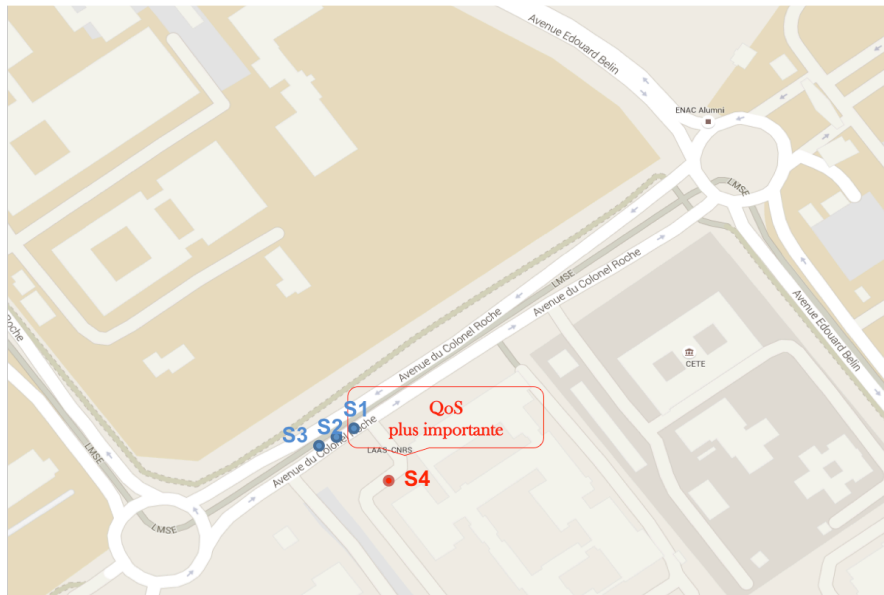 Avenue Edouard Belin
ENAC Alumni
LMSE
LMSE
Avenue du Colonel Roche
Avenue du Colonel Roche
Avenue Edouard Belin
Roche
CETE
QoS
plus importante
S1
S2
S3
Avenue du Colonel Roche
LAAS-CNRS
LMSE
S4
LMSE